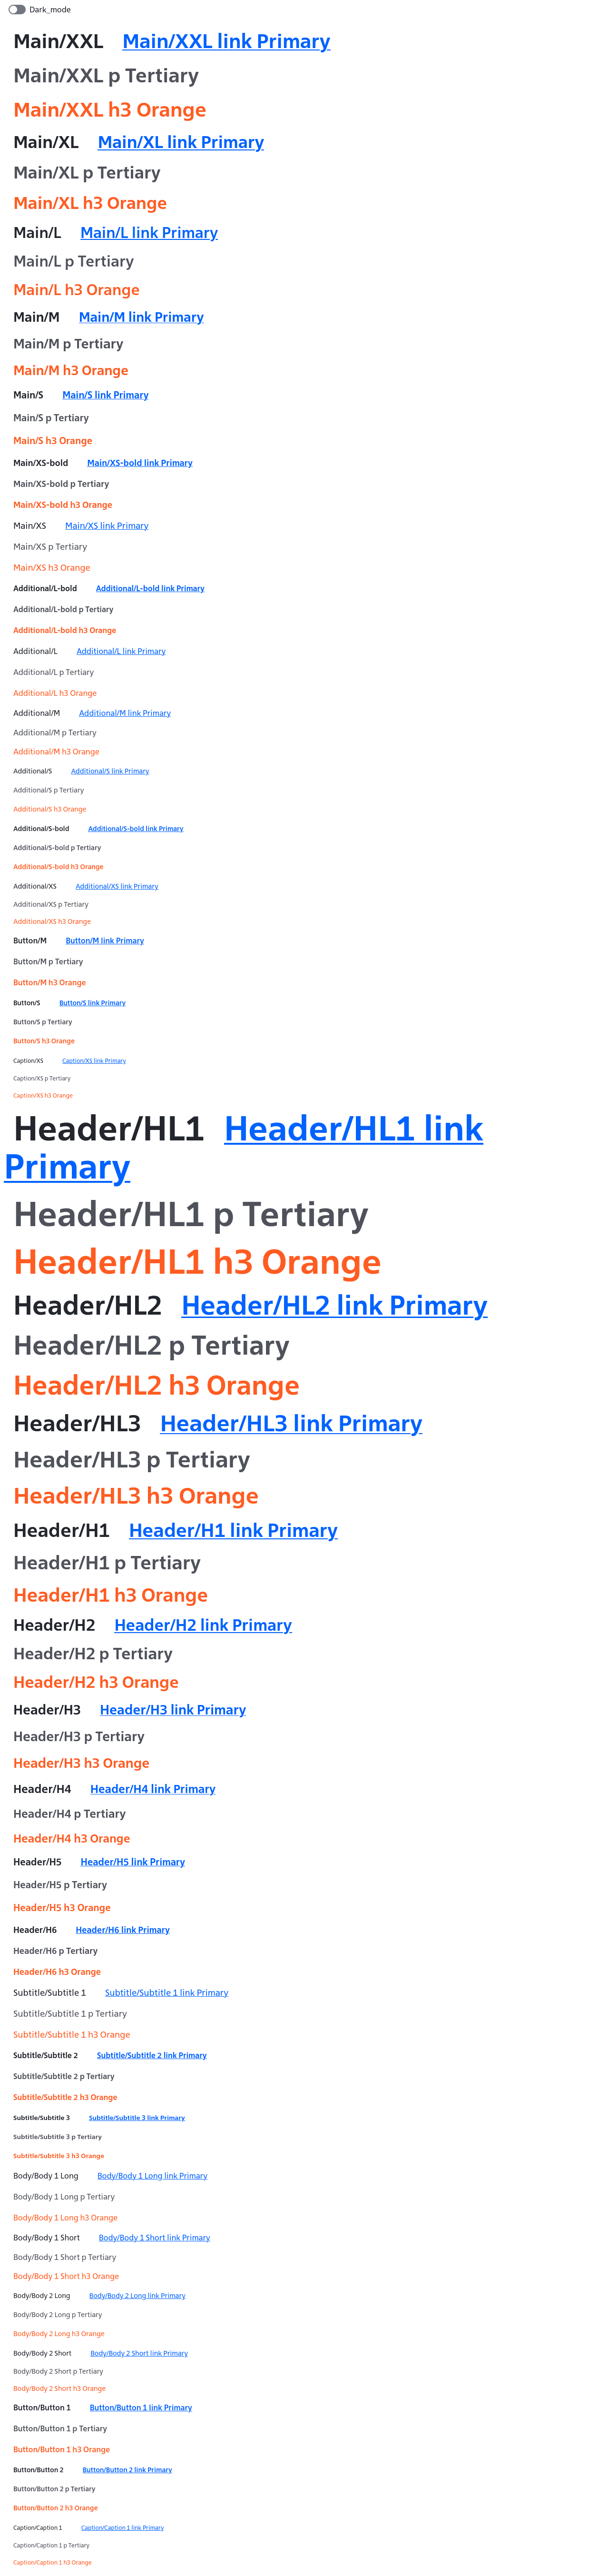 Dark_mode
Main/XXL Main/XXL link Primary
Main/XXL p Tertiary
Main/XXL h3 Orange
Main/XL Main/XL link Primary
Main/XL p Tertiary
Main/XL h3 Orange
Main/L Main/L link Primary
Main/L p Tertiary
Main/L h3 Orange
Main/M Main/M link Primary
Main/M p Tertiary
Main/M h3 Orange
Main/S Main/S link Primary
Main/S p Tertiary
Main/S h3 Orange
Main/XS-bold Main/XS-bold link Primary
Main/XS-bold p Tertiary
Main/XS-bold h3 Orange
Main/XS Main/XS link Primary
Main/XS p Tertiary
Main/XS h3 Orange
Additional/L-bold Additional/L-bold link Primary
Additional/L-bold p Tertiary
Additional/L-bold h3 Orange
Additional/L Additional/L link Primary
Additional/L p Tertiary
Additional/L h3 Orange
Additional/M Additional/M link Primary
Additional/M p Tertiary
Additional/M h3 Orange
Additional/S Additional/S link Primary
Additional/S p Tertiary
Additional/S h3 Orange
Additional/S-bold Additional/S-bold link Primary
Additional/S-bold p Tertiary
Additional/S-bold h3 Orange
Additional/XS Additional/XS link Primary
Additional/XS p Tertiary
Additional/XS h3 Orange
Button/M Button/M link Primary
Button/M p Tertiary
Button/M h3 Orange
Button/S Button/S link Primary
Button/S p Tertiary
Button/S h3 Orange
Caption/XS Caption/XS link Primary
Caption/XS p Tertiary
Caption/XS h3 Orange
Header/HL1 Header/HL1 link
Primary
Header/HL1 p Tertiary
Header/HL1 h3 Orange
Header/HL2 Header/HL2 link Primary
Header/HL2 p Tertiary
Header/HL2 h3 Orange
Header/HL3 Header/HL3 link Primary
Header/HL3 p Tertiary
Header/HL3 h3 Orange
Header/H1 Header/H1 link Primary
Header/H1 p Tertiary
Header/H1 h3 Orange
Header/H2 Header/H2 link Primary
Header/H2 p Tertiary
Header/H2 h3 Orange
Header/H3 Header/H3 link Primary
Header/H3 p Tertiary
Header/H3 h3 Orange
Header/H4 Header/H4 link Primary
Header/H4 p Tertiary
Header/H4 h3 Orange
Header/H5 Header/H5 link Primary
Header/H5 p Tertiary
Header/H5 h3 Orange
Header/H6 Header/H6 link Primary
Header/H6 p Tertiary
Header/H6 h3 Orange
Subtitle/Subtitle 1 Subtitle/Subtitle 1 link Primary
Subtitle/Subtitle 1 p Tertiary
Subtitle/Subtitle 1 h3 Orange
Subtitle/Subtitle 2 Subtitle/Subtitle 2 link Primary
Subtitle/Subtitle 2 p Tertiary
Subtitle/Subtitle 2 h3 Orange
Subtitle/Subtitle 3 Subtitle/Subtitle 3 link Primary
Subtitle/Subtitle 3 p Tertiary
Subtitle/Subtitle 3 h3 Orange
Body/Body 1 Long Body/Body 1 Long link Primary
Body/Body 1 Long p Tertiary
Body/Body 1 Long h3 Orange
Body/Body 1 Short Body/Body 1 Short link Primary
Body/Body 1 Short p Tertiary
Body/Body 1 Short h3 Orange
Body/Body 2 Long Body/Body 2 Long link Primary
Body/Body 2 Long p Tertiary
Body/Body 2 Long h3 Orange
Body/Body 2 Short Body/Body 2 Short link Primary
Body/Body 2 Short p Tertiary
Body/Body 2 Short h3 Orange
Button/Button 1 Button/Button 1 link Primary
Button/Button 1 p Tertiary
Button/Button 1 h3 Orange
Button/Button 2 Button/Button 2 link Primary
Button/Button 2 p Tertiary
Button/Button 2 h3 Orange
Caption/Caption 1 Caption/Caption 1 link Primary
Caption/Caption 1 p Tertiary
Caption/Caption 1 h3 Orange